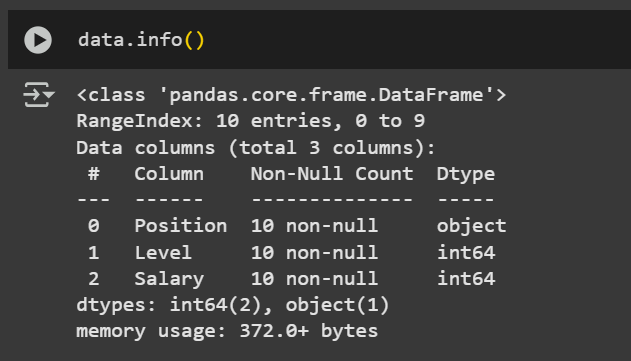 data.info()
<class 'pandas.core.frame.DataFrame'>
RangeIndex: 10 entries, 0 to 9
Data columns (total 3 columns):
 #   Column    Non-Null Count  Dtype
---  ------    --------------  -----
 0   Position  10 non-null     object
 1   Level     10 non-null     int64
 2   Salary    10 non-null     int64
dtypes: int64(2), object(1)
memory usage: 372.0+ bytes